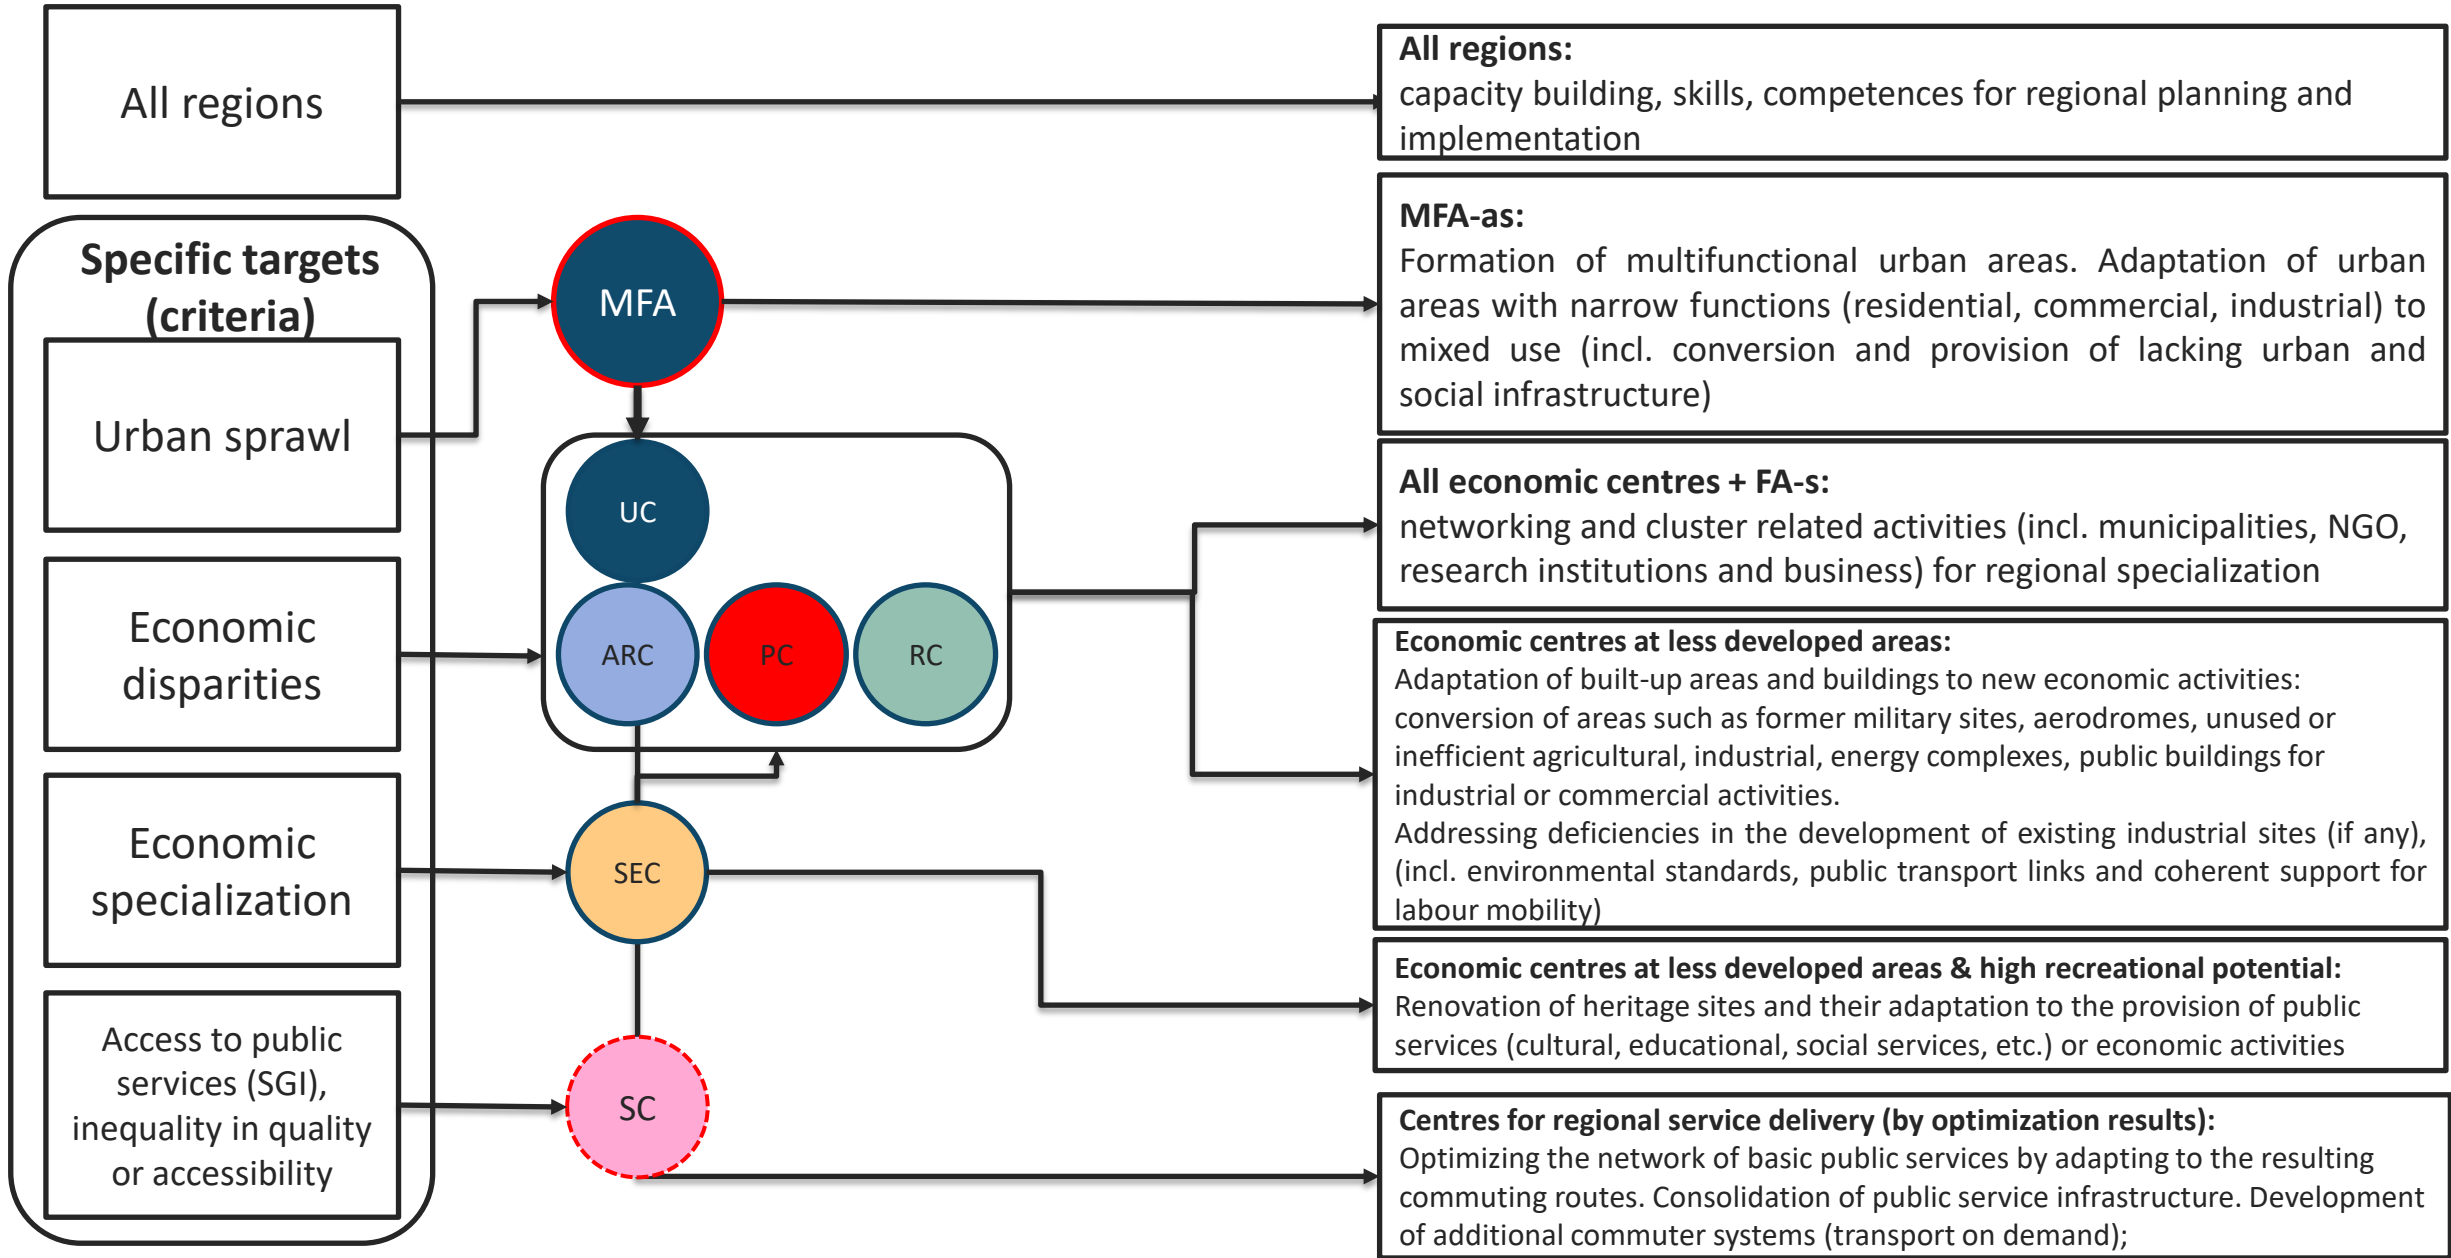 All regions
Specific targets
(criteria)
Urban sprawl
Economic
disparities
Economic
specialization
Access to public
services (SGI),
inequality in quality
or accessibility
MFA
UC
ARC
PC
RC
SEC
SC
All regions:
capacity building, skills, competences for regional planning and
implementation
MFA-as:
Formation of multifunctional urban areas. Adaptation of urban
areas with narrow functions (residential, commercial, industrial) to
mixed use (incl. conversion and provision of lacking urban and
social infrastructure)
All economic centres + FA-s:
networking and cluster related activities (incl. municipalities, NGO,
research institutions and business) for regional specialization
Economic centres at less developed areas:
Adaptation of built-up areas and buildings to new economic activities:
conversion of areas such as former military sites, aerodromes, unused or
inefficient agricultural, industrial, energy complexes, public buildings for
industrial or commercial activities.
Addressing deficiencies in the development of existing industrial sites (if any),
(incl. environmental standards, public transport links and coherent support for
labour mobility)
Economic centres at less developed areas & high recreational potential:
Renovation of heritage sites and their adaptation to the provision of public
services (cultural, educational, social services, etc.) or economic activities
Centres for regional service delivery (by optimization results):
Optimizing the network of basic public services by adapting to the resulting
commuting routes. Consolidation of public service infrastructure. Development
of additional commuter systems (transport on demand);